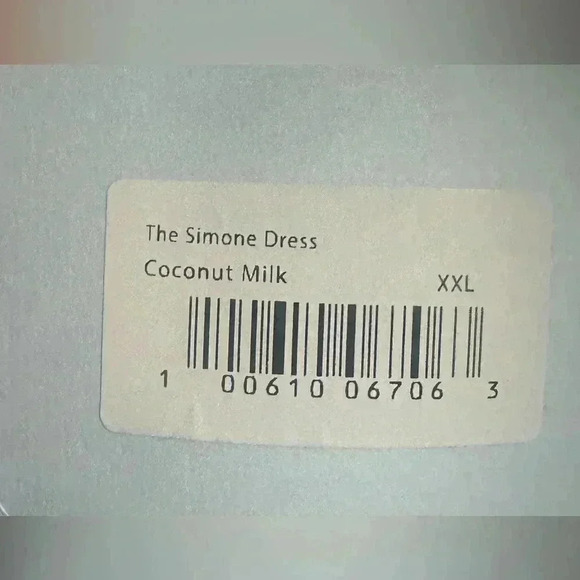 The Simone Dress
Coconut Milk XXL
1 00610 06706 3